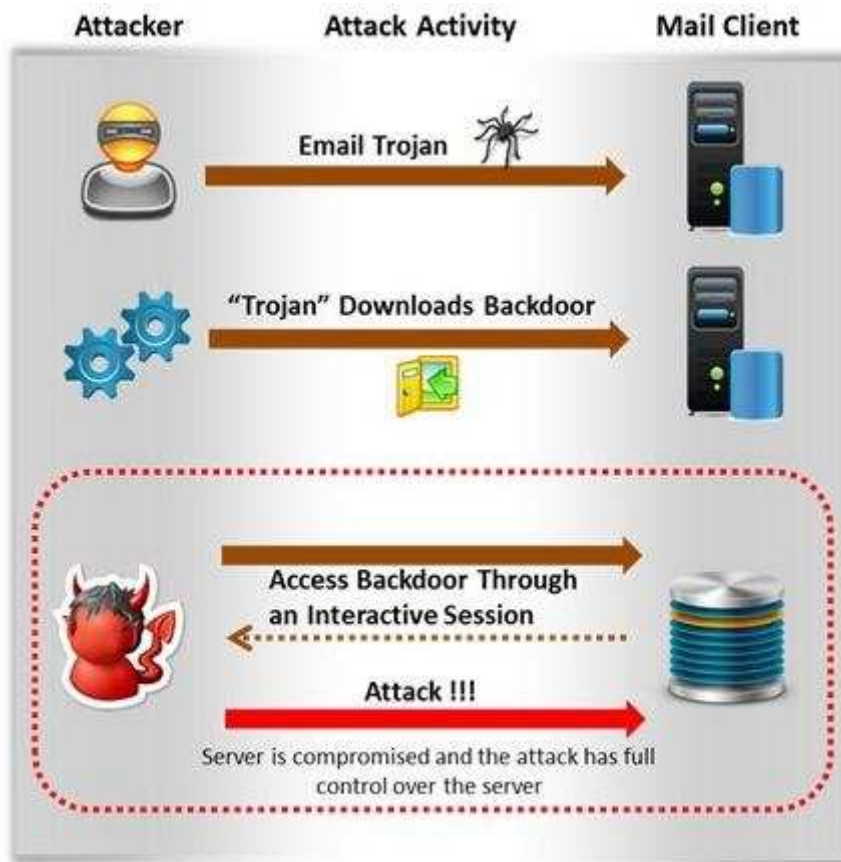 Attacker
Attack Activity
Mail Client
Email Trojan
“Trojan” Downloads Backdoor
Access Backdoor Through
an Interactive Session
Attack !!!
Server is compromised and the attack has full
control over the server